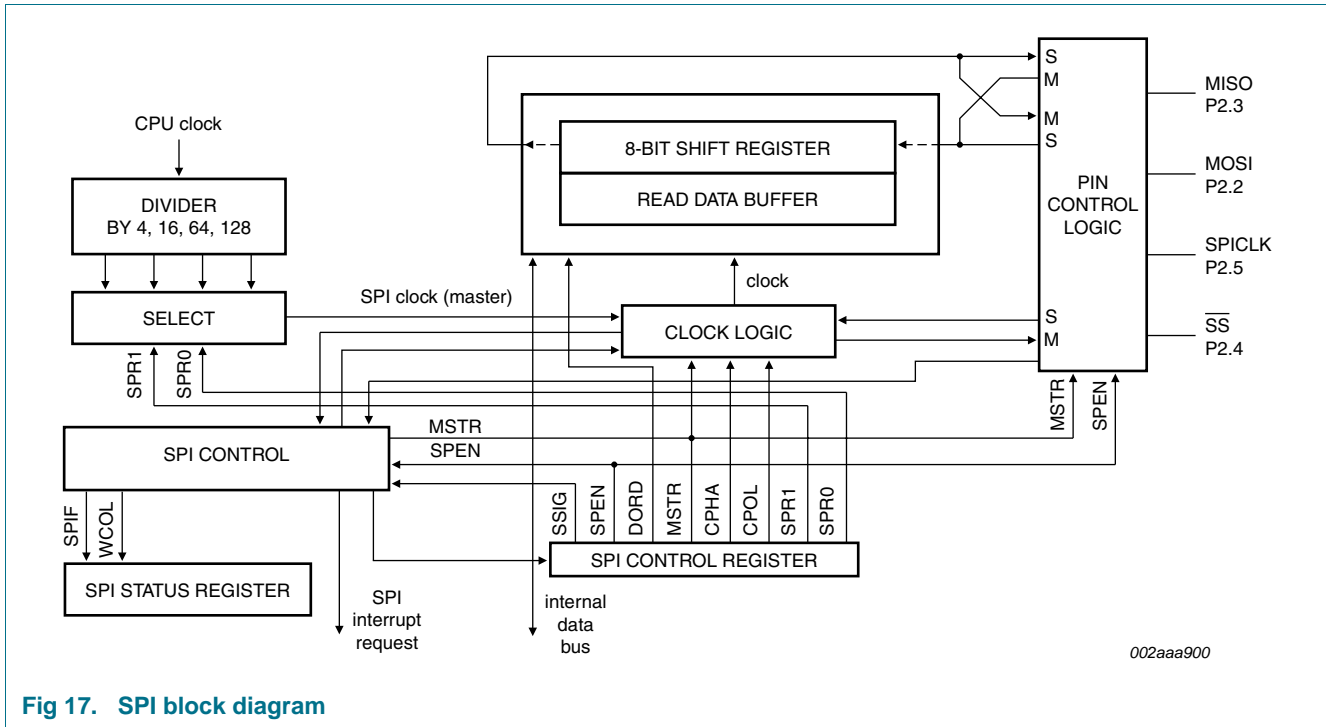 S
M
MISO
P2.3
CPU clock
M
8-BIT SHIFT REGISTER
S
DIVIDER
BY 4, 16, 64, 128
READ DATA BUFFER
PIN
CONTROL
LOGIC
MOSI
P2.2
SPICLK
P2.5
SPI clock (master)
clock
SELECT
CLOCK LOGIC
S
M
SS
P2.4
SPR1
SPR0
MSTR
SPEN
MSTR
SPEN
SPI CONTROL
SPIF
WCOL
SSIG
SPEN
DORD
MSTR
CPHA
CPOL
SPR1
SPR0
SPI CONTROL REGISTER
SPI STATUS REGISTER
SPI
interrupt
request
internal
data
bus
002aaa900
Fig 17. SPI block diagram